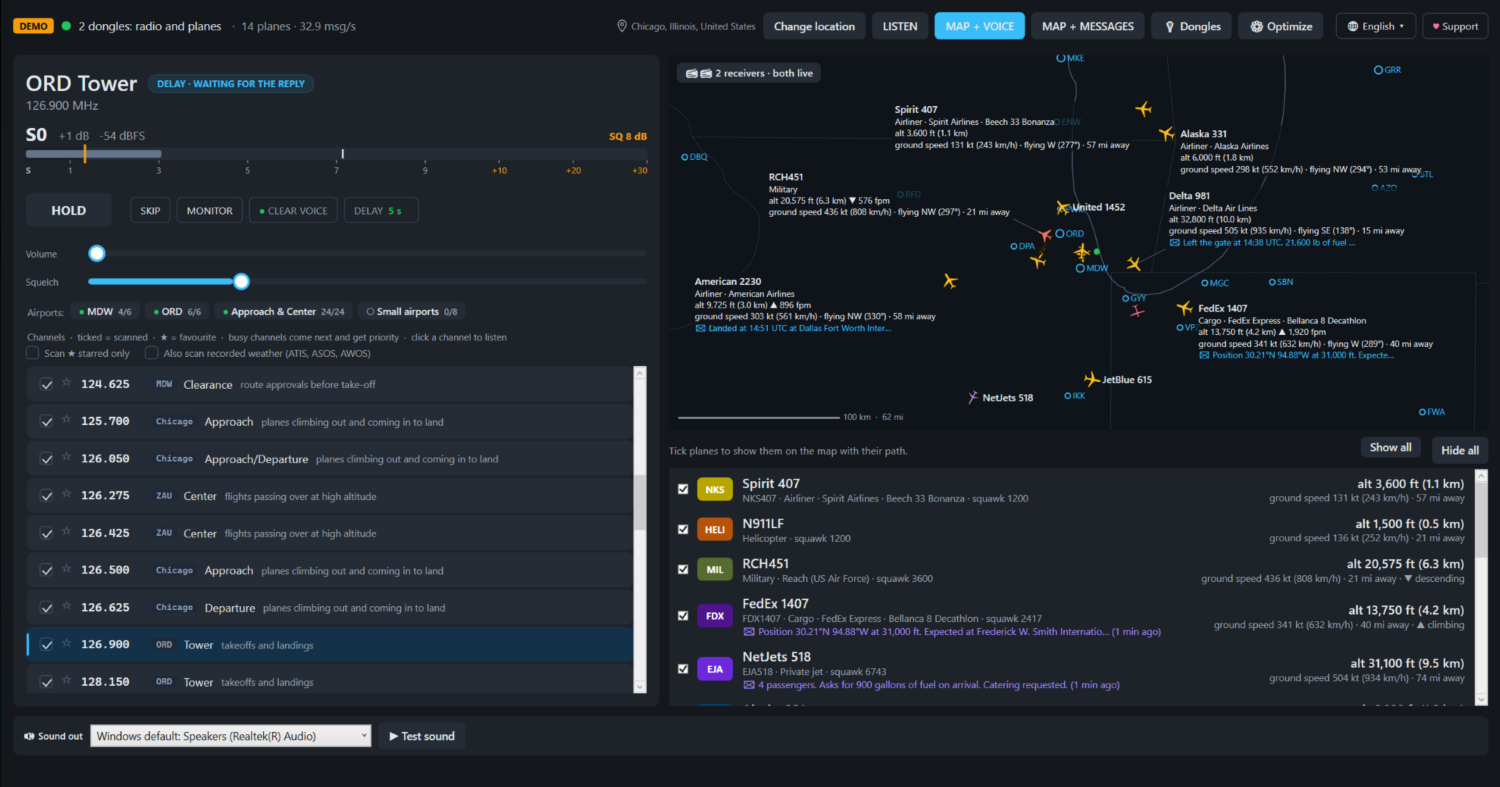 DEMO 2 dongles: radio and planes · 14 planes · 32.9 msg/s
Chicago, Illinois, United States Change location LISTEN MAP + VOICE MAP + MESSAGES Dongles Optimize English ▾ ♥ Support
ORD Tower DELAY · WAITING FOR THE REPLY
126.900 MHz
S0 +1 dB -54 dBFS SQ 8 dB
S 1 3 5 7 9 +10 +20 +30
HOLD SKIP MONITOR CLEAR VOICE DELAY 5 s
Volume
Squelch
Airports: MDW 4/6 ORD 6/6 Approach & Center 24/24 Small airports 0/8
Channels · ticked = scanned · ★ = favourite · busy channels come next and get priority · click a channel to listen
Scan ★ starred only Also scan recorded weather (ATIS, ASOS, AWOS)
124.625 MDW Clearance route approvals before take-off
125.700 Chicago Approach planes climbing out and coming in to land
126.050 Chicago Approach/Departure planes climbing out and coming in to land
126.275 ZAU Center flights passing over at high altitude
126.425 ZAU Center flights passing over at high altitude
126.500 Chicago Approach planes climbing out and coming in to land
126.625 Chicago Departure planes climbing out and coming in to land
126.900 ORD Tower takeoffs and landings
128.150 ORD Tower takeoffs and landings
2 receivers · both live
MKE
GRR
Spirit 407
Airliner · Spirit Airlines · Beech 33 Bonanza
alt 3,600 ft (1.1 km)
ground speed 131 kt (243 km/h) · flying W (277°) · 57 mi away
ENW
Alaska 331
Airliner · Alaska Airlines
alt 6,000 ft (1.8 km)
ground speed 298 kt (552 km/h) · flying NW (294°) · 53 mi away
DBQ
AZO
RCH451
Military
alt 20,575 ft (6.3 km) ▼ 576 fpm
ground speed 436 kt (808 km/h) · flying NW (297°) · 21 mi away
RFD
United 1452
Delta 981
Airliner · Delta Air Lines
alt 32,800 ft (10.0 km)
ground speed 505 kt (935 km/h) · flying SE (138°) · 15 mi away
Left the gate at 14:38 UTC. 21,600 lb of fuel ...
ORD
DPA
MDW
American 2230
Airliner · American Airlines
alt 9,725 ft (3.0 km) ▲ 896 fpm
ground speed 303 kt (561 km/h) · flying NW (330°) · 58 mi away
Landed at 14:51 UTC at Dallas Fort Worth Inter...
MGC
SBN
GYY
FedEx 1407
Cargo · FedEx Express · Bellanca 8 Decathlon
alt 13,750 ft (4.2 km) ▲ 1,920 fpm
ground speed 341 kt (632 km/h) · flying W (289°) · 40 mi away
Position 30.21°N 94.88°W at 31,000 ft. Expecte...
JetBlue 615
NetJets 518
IKK
FWA
100 km · 62 mi
Tick planes to show them on the map with their path. Show all Hide all
NKS Spirit 407 alt 3,600 ft (1.1 km)
NKS407 · Airliner · Spirit Airlines · Beech 33 Bonanza · squawk 1200 ground speed 131 kt (243 km/h) · 57 mi away
HELI N911LF alt 1,500 ft (0.5 km)
Helicopter · squawk 1200 ground speed 136 kt (252 km/h) · 21 mi away
MIL RCH451 alt 20,575 ft (6.3 km)
Military · Reach (US Air Force) · squawk 3600 ground speed 436 kt (808 km/h) · 21 mi away · ▼ descending
FDX FedEx 1407 alt 13,750 ft (4.2 km)
FDX1407 · Cargo · FedEx Express · Bellanca 8 Decathlon · squawk 2417 ground speed 341 kt (632 km/h) · 40 mi away · ▲ climbing
Position 30.21°N 94.88°W at 31,000 ft. Expected at Frederick W. Smith Internatio... (1 min ago)
EJA NetJets 518 alt 31,100 ft (9.5 km)
EJA518 · Private jet · squawk 6743 ground speed 504 kt (934 km/h) · 74 mi away
4 passengers. Asks for 900 gallons of fuel on arrival. Catering requested. (1 min ago)
Sound out Windows default: Speakers (Realtek(R) Audio) ▶ Test sound